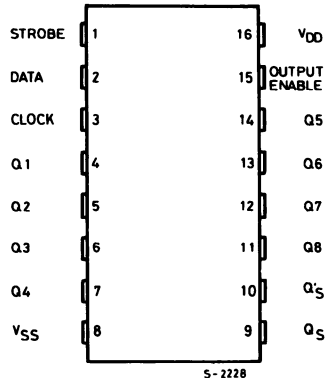 STROBE 1 16 VDD
DATA 2 15 OUTPUT ENABLE
CLOCK 3 14 Q5
Q1 4 13 Q6
Q2 5 12 Q7
Q3 6 11 Q8
Q4 7 10 Q'S
VSS 8 9 QS
S-2228